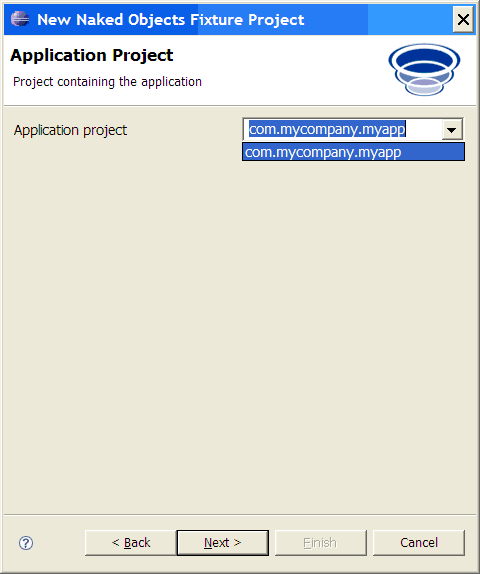 New Naked Objects Fixture Project
Application Project
Project containing the application
Application project
com.mycompany.myapp
com.mycompany.myapp
?
< Back
Next >
Finish
Cancel